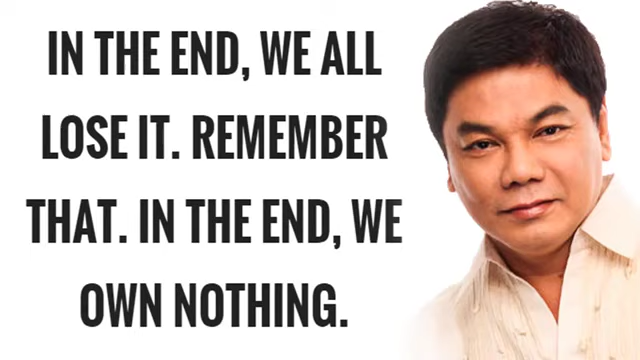 IN THE END, WE ALL
LOSE IT. REMEMBER
THAT. IN THE END, WE
OWN NOTHING.